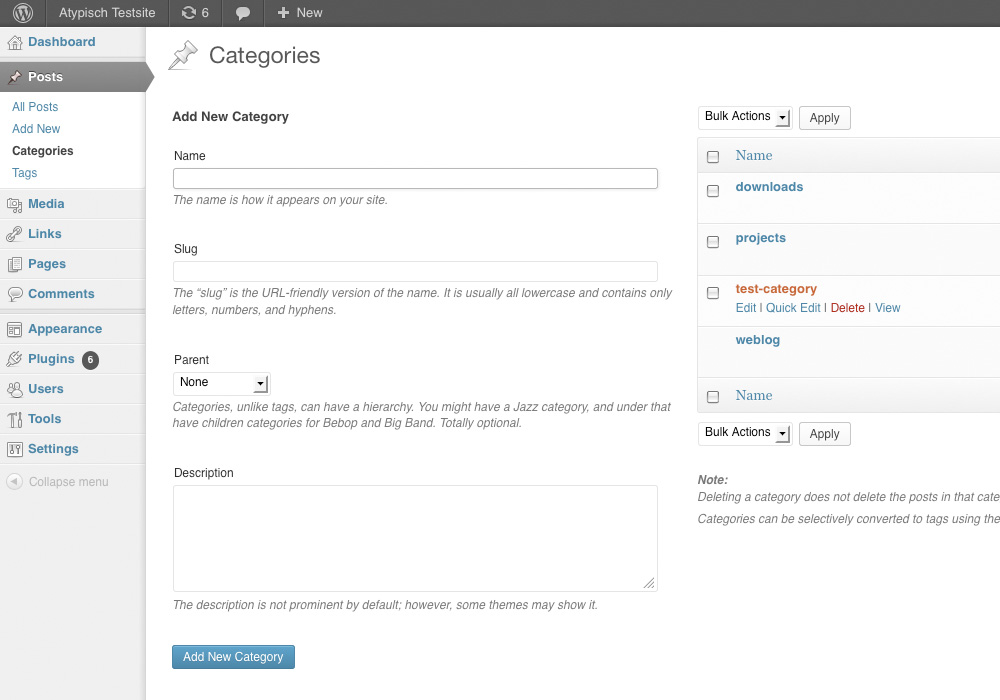 Atypisch Testsite
6
New
Dashboard
Posts
All Posts
Add New
Categories
Tags
Media
Links
Pages
Comments
Appearance
Plugins 6
Users
Tools
Settings
Collapse menu
Categories
Add New Category
Name
The name is how it appears on your site.
Slug
The “slug” is the URL-friendly version of the name. It is usually all lowercase and contains only
letters, numbers, and hyphens.
Parent
None
Categories, unlike tags, can have a hierarchy. You might have a Jazz category, and under that
have children categories for Bebop and Big Band. Totally optional.
Description
The description is not prominent by default; however, some themes may show it.
Add New Category
Bulk Actions Apply
Name
downloads
projects
test-category
Edit | Quick Edit | Delete | View
weblog
Name
Bulk Actions Apply
Note:
Deleting a category does not delete the posts in that cate
Categories can be selectively converted to tags using the